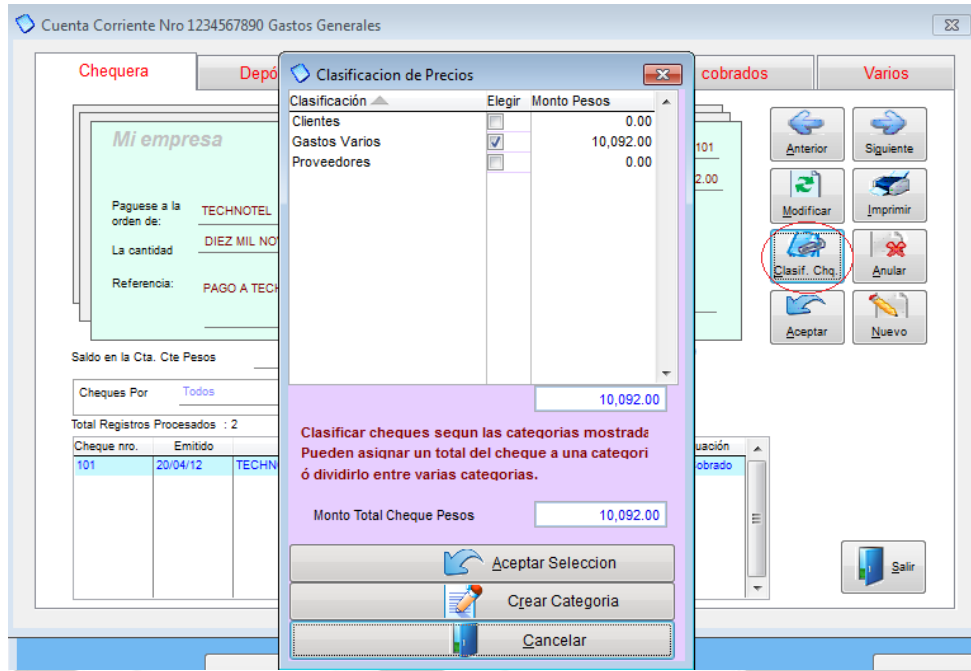 Cuenta Corriente Nro 1234567890 Gastos Generales
Chequera
Depó
cobrados
Varios
Mi empresa
101
2.00
Paguese a la
orden de:
TECHNOTEL
La cantidad
DIEZ MIL NO
Referencia:
PAGO A TECH
Saldo en la Cta. Cte Pesos
Cheques Por
Todos
Total Registros Procesados : 2
Cheque nro.
Emitido
uación
101
20/04/12
TECHN
obrado
Clasificacion de Precios
Clasificación
Elegir
Monto Pesos
Clientes
0.00
Gastos Varios
10,092.00
Proveedores
0.00
10,092.00
Clasificar cheques segun las categorias mostrada
Pueden asignar un total del cheque a una categori
ó dividirlo entre varias categorias.
Monto Total Cheque Pesos
10,092.00
Aceptar Seleccion
Crear Categoria
Cancelar
Anterior
Siguiente
Modificar
Imprimir
Clasif. Chq.
Anular
Aceptar
Nuevo
Salir